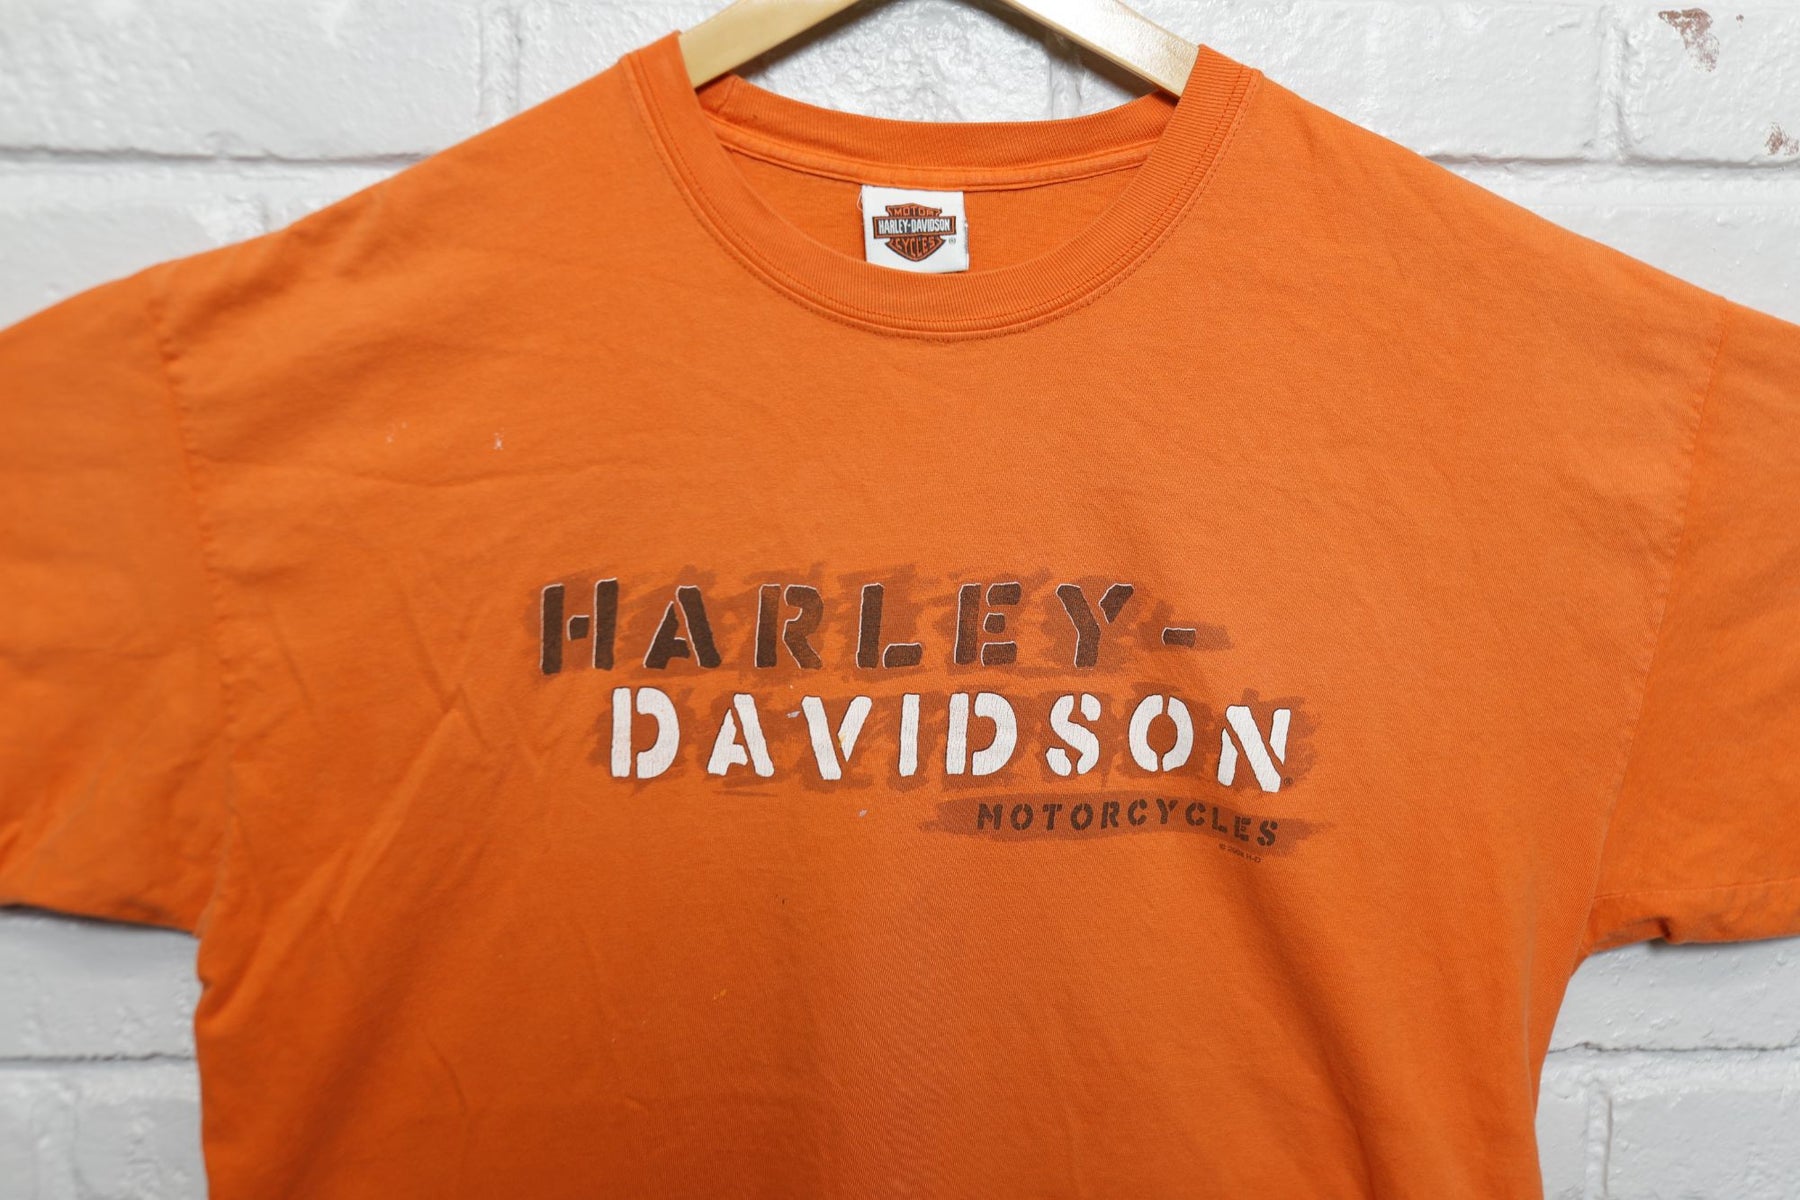 MOTOR
HARLEY-DAVIDSON
CYCLES ®
HARLEY-
DAVIDSON®
MOTORCYCLES
© H-D